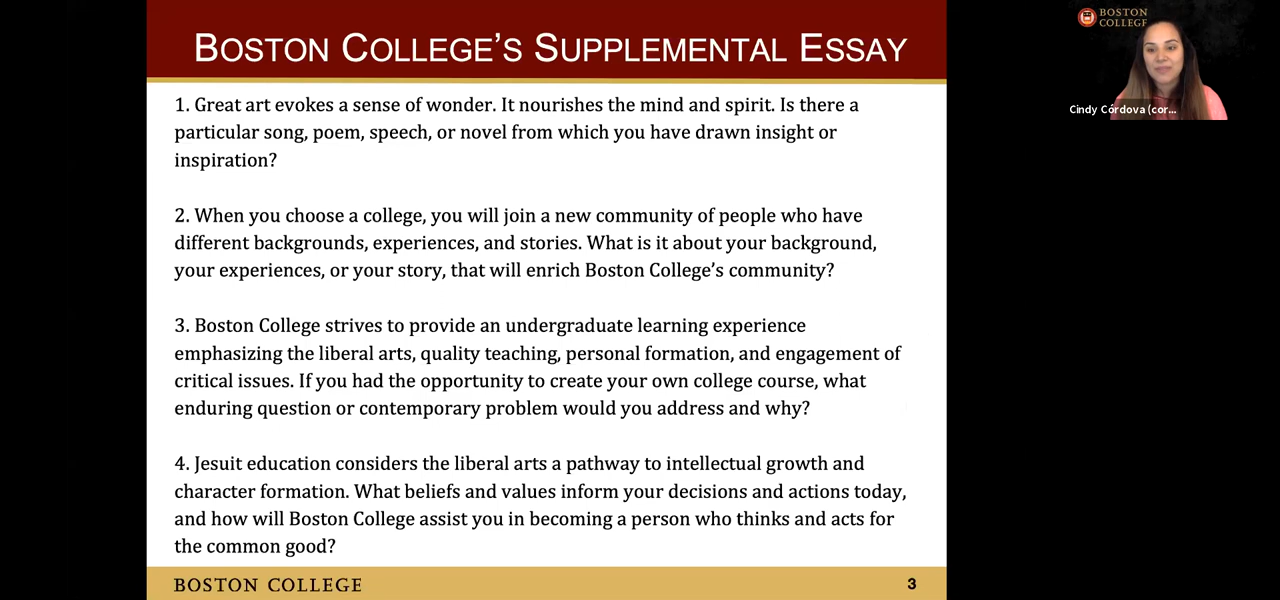 BOSTON COLLEGE'S SUPPLEMENTAL ESSAY
1. Great art evokes a sense of wonder. It nourishes the mind and spirit. Is there a
particular song, poem, speech, or novel from which you have drawn insight or
inspiration?
2. When you choose a college, you will join a new community of people who have
different backgrounds, experiences, and stories. What is it about your background,
your experiences, or your story, that will enrich Boston College's community?
3. Boston College strives to provide an undergraduate learning experience
emphasizing the liberal arts, quality teaching, personal formation, and engagement of
critical issues. If you had the opportunity to create your own college course, what
enduring question or contemporary problem would you address and why?
4. Jesuit education considers the liberal arts a pathway to intellectual growth and
character formation. What beliefs and values inform your decisions and actions today,
and how will Boston College assist you in becoming a person who thinks and acts for
the common good?
BOSTON COLLEGE
3
BOSTON
COLLEGE
Cindy Córdova (cor...